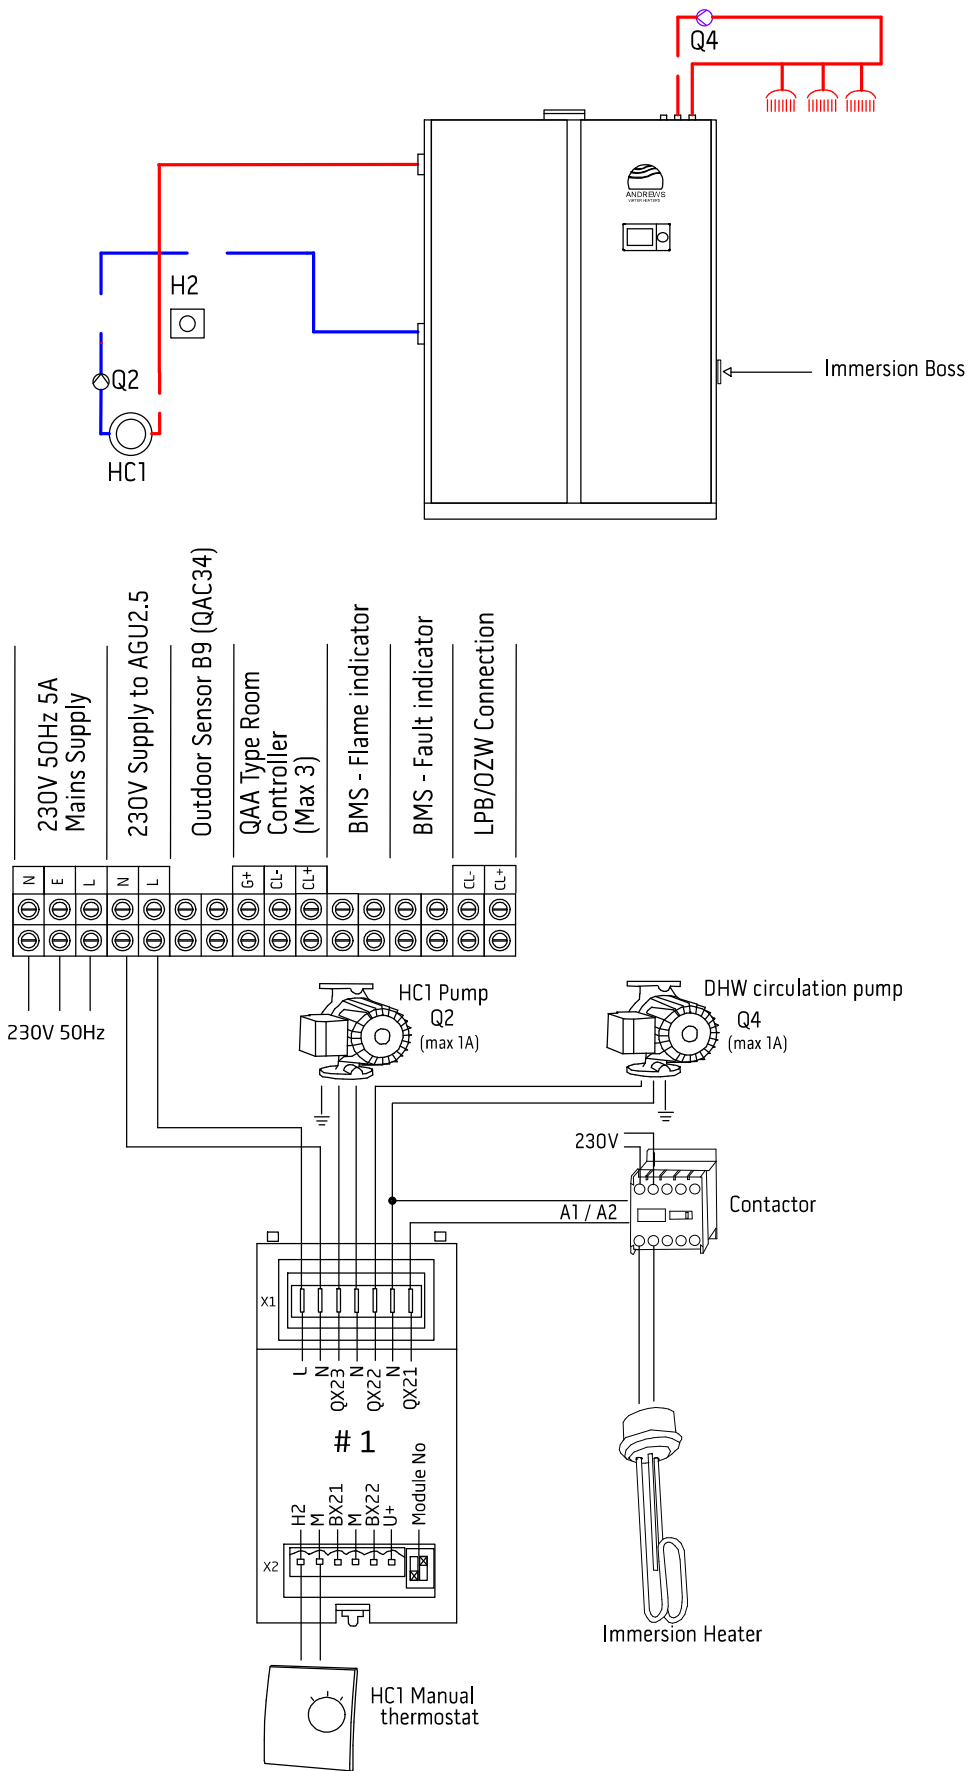 Q4
ANDREWS
WATER HEATERS
H2
Immersion Boss
Q2
HC1
230V 50Hz 5A
Mains Supply
230V Supply to AGU2.5
Outdoor Sensor B9 (QAC34)
QAA Type Room
Controller
(Max 3)
BMS - Flame indicator
BMS - Fault indicator
LPB/OZW Connection
N
E
L
N
L
G+
CL-
CL+
CL-
CL+
230V 50Hz
HC1 Pump
Q2
(max 1A)
DHW circulation pump
Q4
(max 1A)
230V
A1 / A2
Contactor
X1
L
N
QX23
N
QX22
N
QX21
# 1
H2
M
BX21
M
BX22
U+
Module No
X2
Immersion Heater
HC1 Manual
thermostat